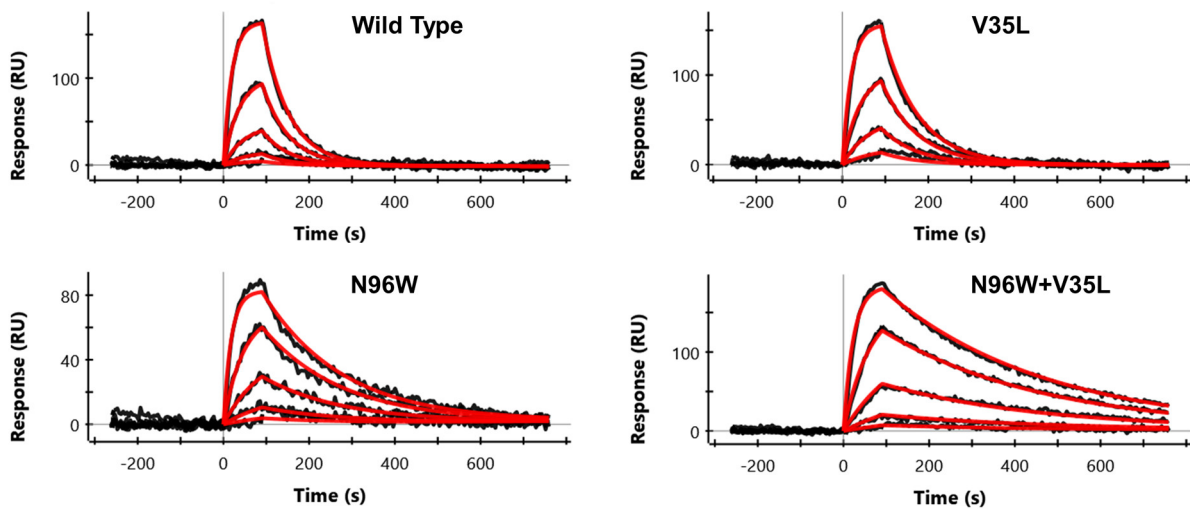 Wild Type
Response (RU)
100
0
-200 0 200 400 600
Time (s)
V35L
Response (RU)
100
0
-200 0 200 400 600
Time (s)
N96W
Response (RU)
80
40
0
-200 0 200 400 600
Time (s)
N96W+V35L
Response (RU)
100
0
-200 0 200 400 600
Time (s)